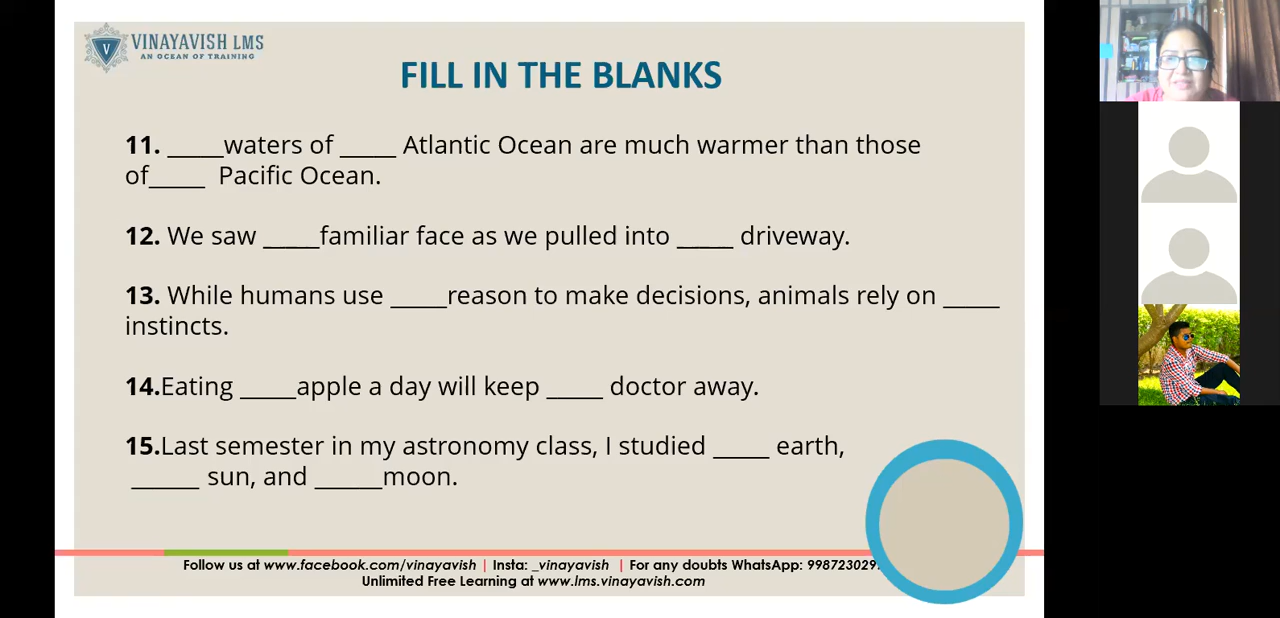 VINAYAVISH LMS
AN OCEAN OF TRAINING
V
FILL IN THE BLANKS
11. _____waters of _____ Atlantic Ocean are much warmer than those
of_____ Pacific Ocean.
12. We saw _____familiar face as we pulled into _____ driveway.
13. While humans use _____reason to make decisions, animals rely on _____
instincts.
14.Eating _____apple a day will keep _____ doctor away.
15.Last semester in my astronomy class, I studied _____ earth,
______ sun, and ______moon.
Follow us at www.facebook.com/vinayavish | Insta: _vinayavish | For any doubts WhatsApp:
Unlimited Free Learning at www.lms.vinayavish.com